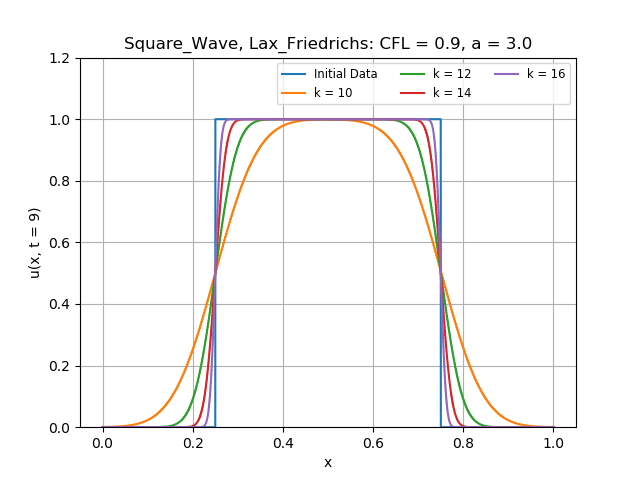 Square_Wave, Lax_Friedrichs: CFL = 0.9, a = 3.0
Initial Data
k = 10
k = 12
k = 14
k = 16
u(x, t = 9)
1.2
1.0
0.8
0.6
0.4
0.2
0.0
0.0 0.2 0.4 0.6 0.8 1.0
x